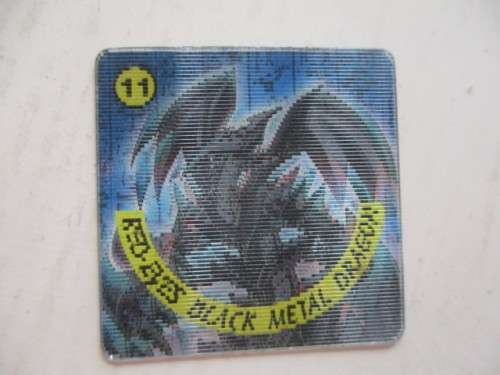 11
RED-EYES BLACK METAL DRAGON